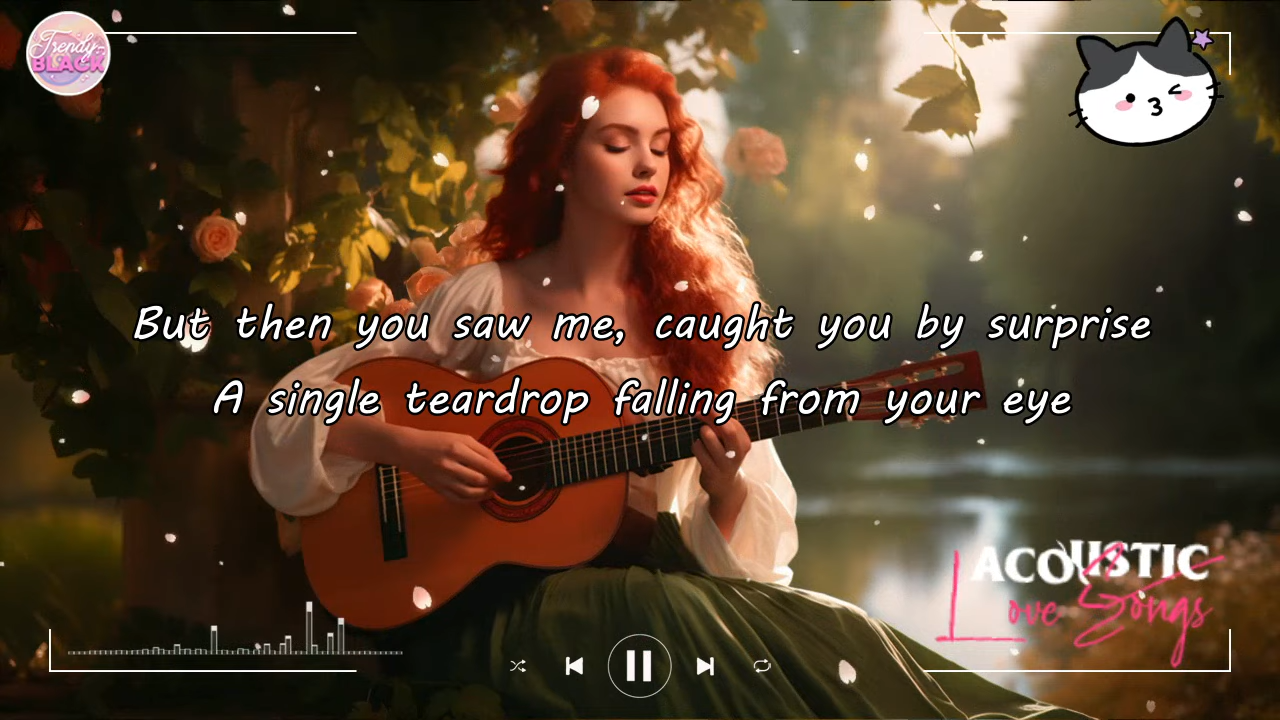 Trendy
BLACK
But then you saw me, caught you by surprise
A single teardrop falling from your eye
ACOUSTIC
Love Songs